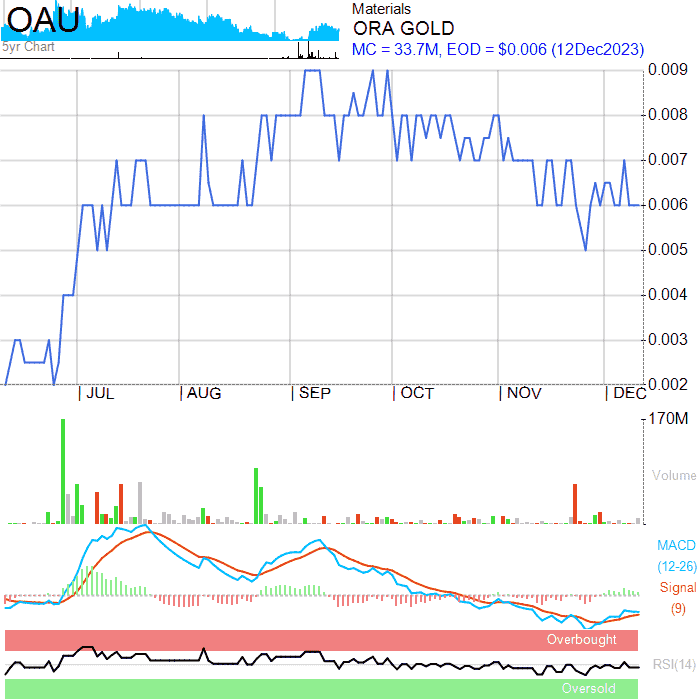 OAU
5yr Chart
Materials
ORA GOLD
MC = 33.7M, EOD = $0.006 (12Dec2023)
0.009
0.008
0.007
0.006
0.005
0.004
0.003
0.002
JUL AUG SEP OCT NOV DEC
170M
Volume
MACD
(12-26)
Signal
(9)
Overbought
RSI(14)
Oversold